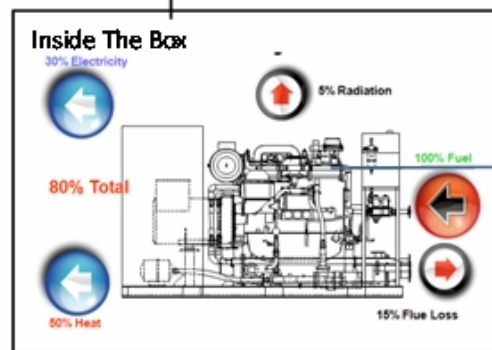 Inside The Box
30% Electricity
5% Radiation
100% Fuel
80% Total
50% Heat
15% Flue Loss